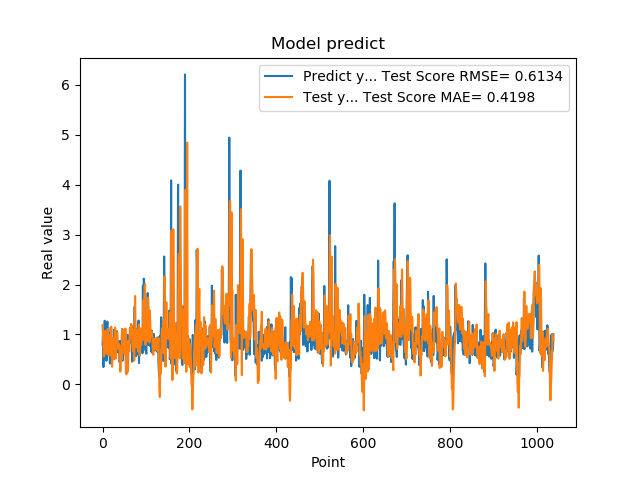 Model predict
Predict y... Test Score RMSE= 0.6134
Test y... Test Score MAE= 0.4198
Real value
6
5
4
3
2
1
0
0 200 400 600 800 1000
Point